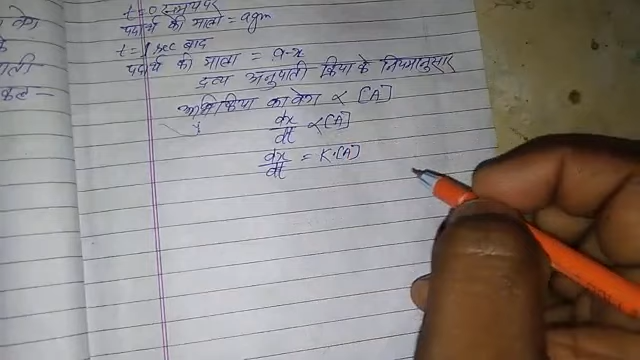 t=0 समय पर
पदार्थ की मात्रा = a gm
t=1 sec बाद
पदार्थ की मात्रा = a-x
द्रव्य अनुपाती क्रिया के नियमानुसार
अभिक्रिया का वेग ∝ [A]
dx/dt ∝ [A]
dx/dt = K·[A]